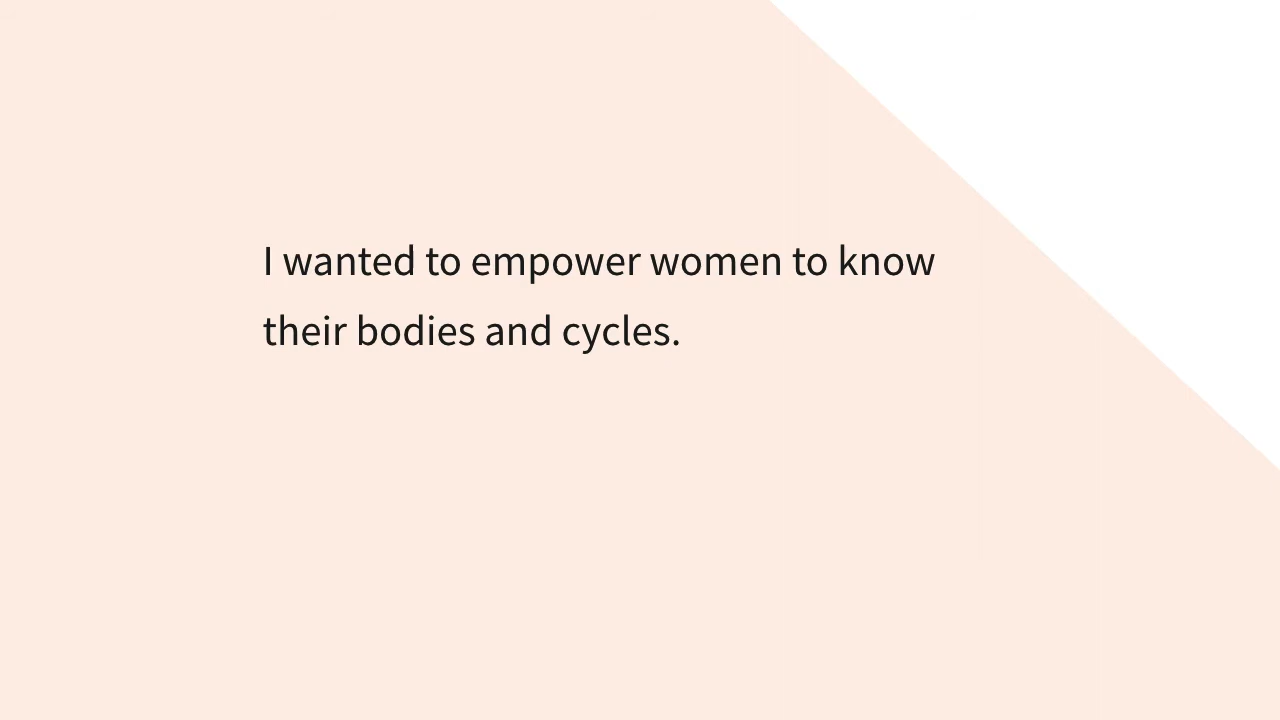 I wanted to empower women to know
their bodies and cycles.